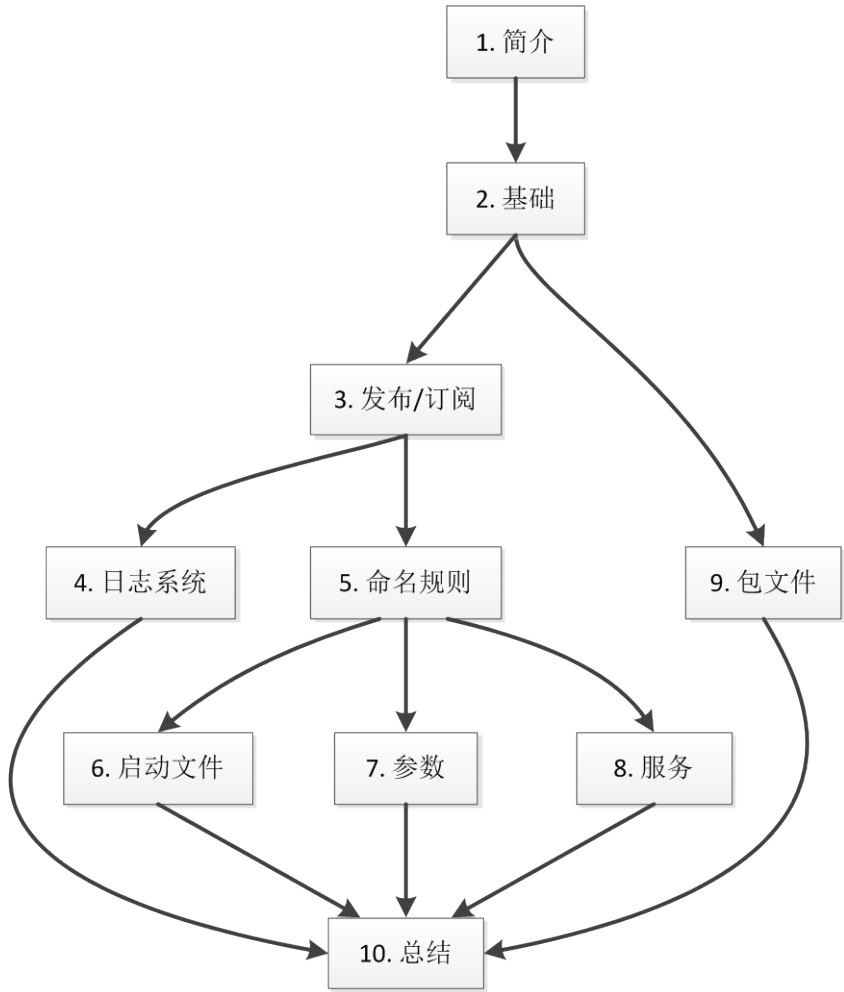 1. 简介
2. 基础
3. 发布/订阅
4. 日志系统
5. 命名规则
9. 包文件
6. 启动文件
7. 参数
8. 服务
10. 总结